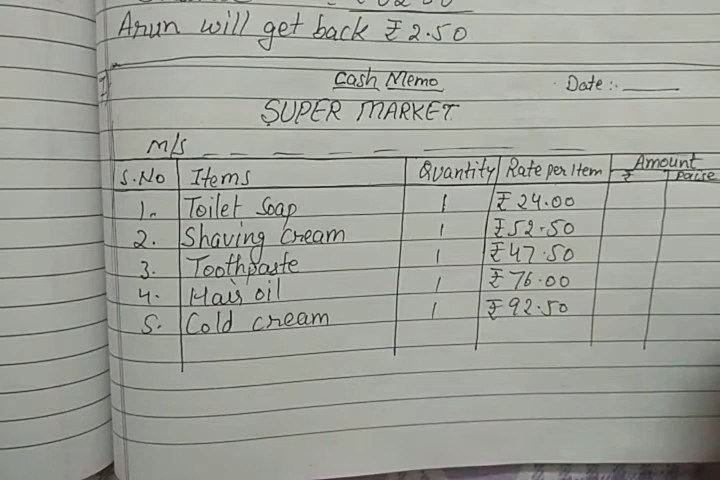 Arun will get back ₹2.50
Cash Memo Date :- ____
SUPER MARKET
M/s _ _ _ _ _ _ _ _
S.No Items Quantity Rate per Item Amount
₹ Paise
1. Toilet Soap 1 ₹ 24.00
2. Shaving Cream 1 ₹ 52.50
3. Toothpaste 1 ₹ 47.50
4. Hair oil 1 ₹ 76.00
5. Cold cream 1 ₹ 92.50